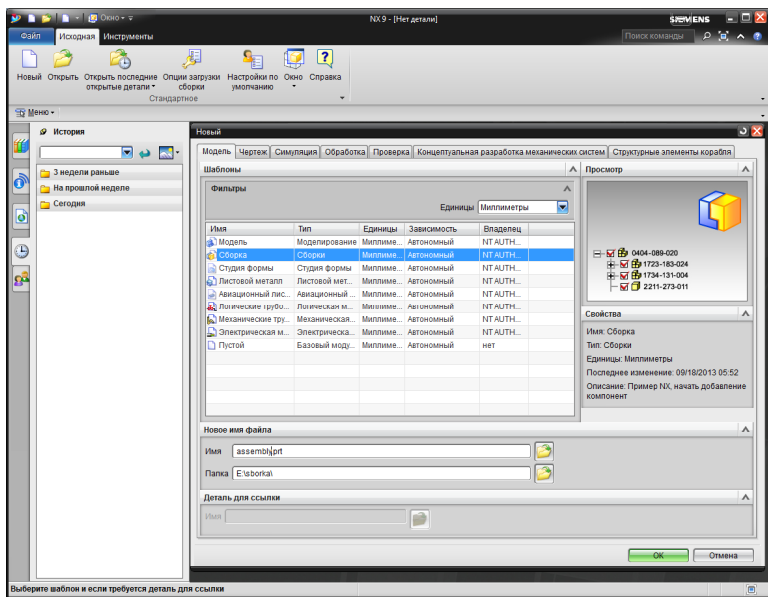 Окно
NX 9 - [Нет детали]
SIEMENS
Файл Исходная Инструменты
Поиск команды
Новый Открыть Открыть последние открытые детали Опции загрузки сборки Настройки по умолчанию Окно Справка
Стандартное
Меню
История
3 недели раньше
На прошлой неделе
Сегодня
Новый
Модель Чертеж Симуляция Обработка Проверка Концептуальная разработка механических систем Структурные элементы корабля
Шаблоны
Фильтры
Единицы Миллиметры
Имя Тип Единицы Зависимость Владелец
Модель Моделирование Миллиме... Автономный NT AUTH...
Сборка Сборки Миллиме... Автономный NT AUTH...
Студия формы Студия формы Миллиме... Автономный NT AUTH...
Листовой металл Листовой мет... Миллиме... Автономный NT AUTH...
Авиационный лис... Авиационный ... Миллиме... Автономный NT AUTH...
Логические трубо... Логическая м... Миллиме... Автономный NT AUTH...
Механические тру... Механическая... Миллиме... Автономный NT AUTH...
Электрическая м... Электрическа... Миллиме... Автономный NT AUTH...
Пустой Базовый моду... Миллиме... Автономный нет
Просмотр
0404-089-020
1723-183-024
1734-131-004
2211-273-011
Свойства
Имя: Сборка
Тип: Сборки
Единицы: Миллиметры
Последнее изменение: 09/18/2013 05:52
Описание: Пример NX, начать добавление
компонент
Новое имя файла
Имя assembly.prt
Папка E:\sborka\
Деталь для ссылки
Имя
OK Отмена
Выберите шаблон и если требуется деталь для ссылки